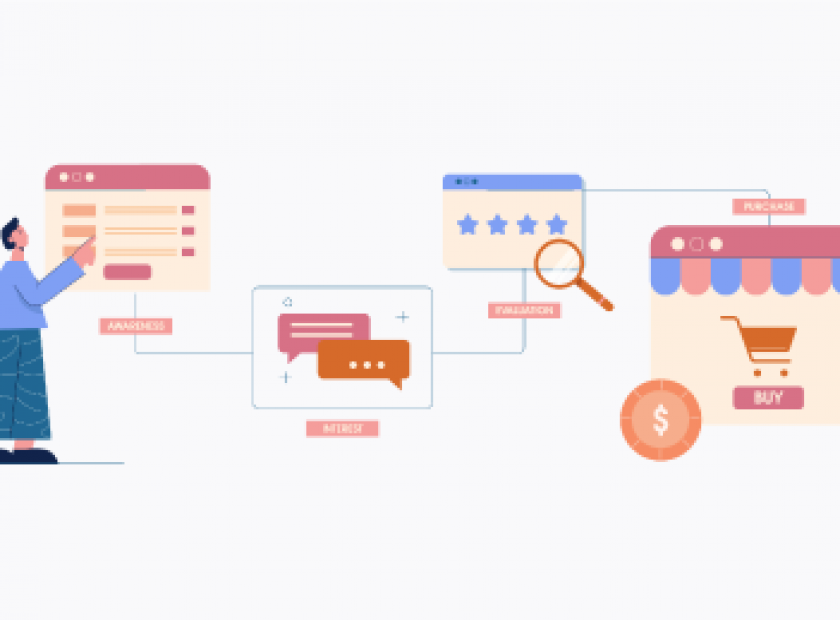 AWARENESS
INTEREST
EVALUATION
PURCHASE
$
BUY